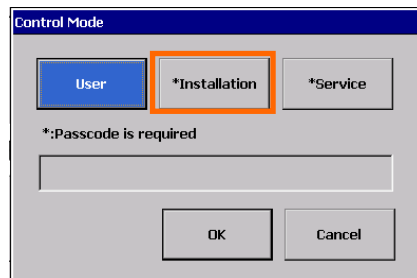 Control Mode
User
*Installation
*Service
*:Passcode is required
OK
Cancel